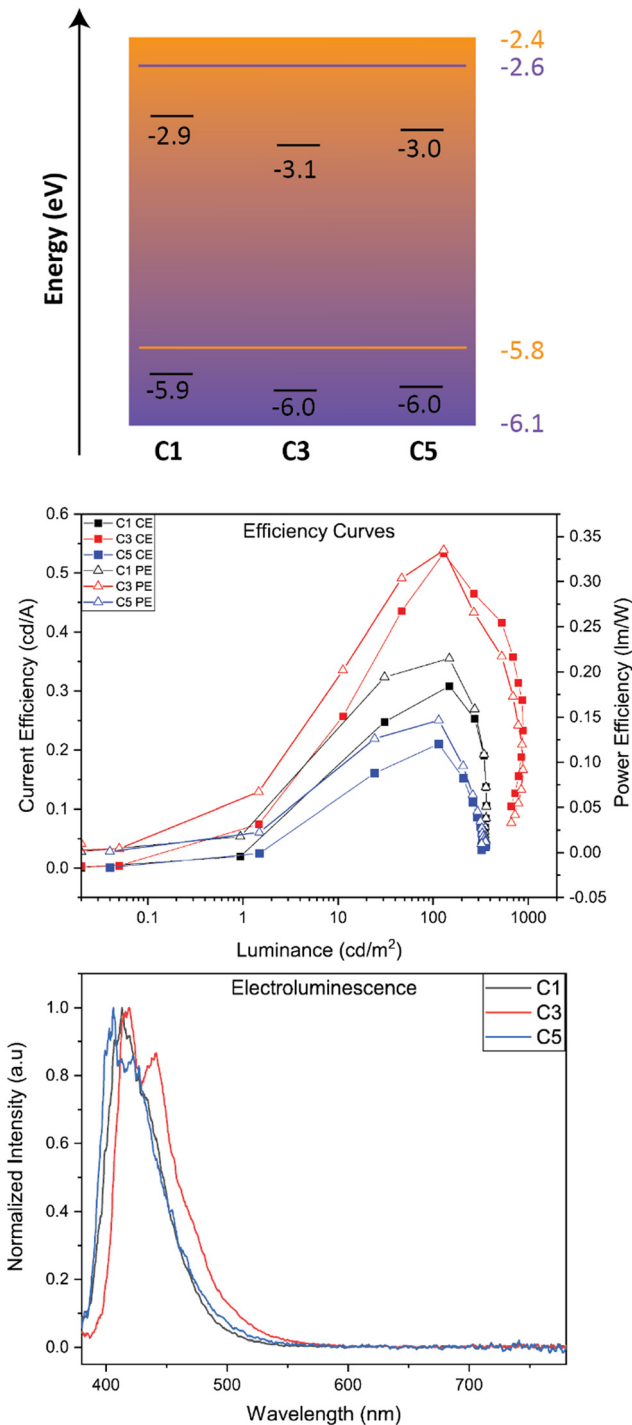 Energy (eV)
-2.4
-2.6
-2.9
-3.1
-3.0
-5.8
-5.9
-6.0
-6.0
-6.1
C1 C3 C5
Efficiency Curves
C1 CE
C3 CE
C5 CE
C1 PE
C3 PE
C5 PE
Current Efficiency (cd/A)
0.6
0.5
0.4
0.3
0.2
0.1
0.0
Power Efficiency (lm/W)
0.35
0.30
0.25
0.20
0.15
0.10
0.05
0.00
-0.05
0.1 1 10 100 1000
Luminance (cd/m²)
Electroluminescence
C1
C3
C5
Normalized Intensity (a.u)
1.0
0.8
0.6
0.4
0.2
0.0
400 500 600 700
Wavelength (nm)